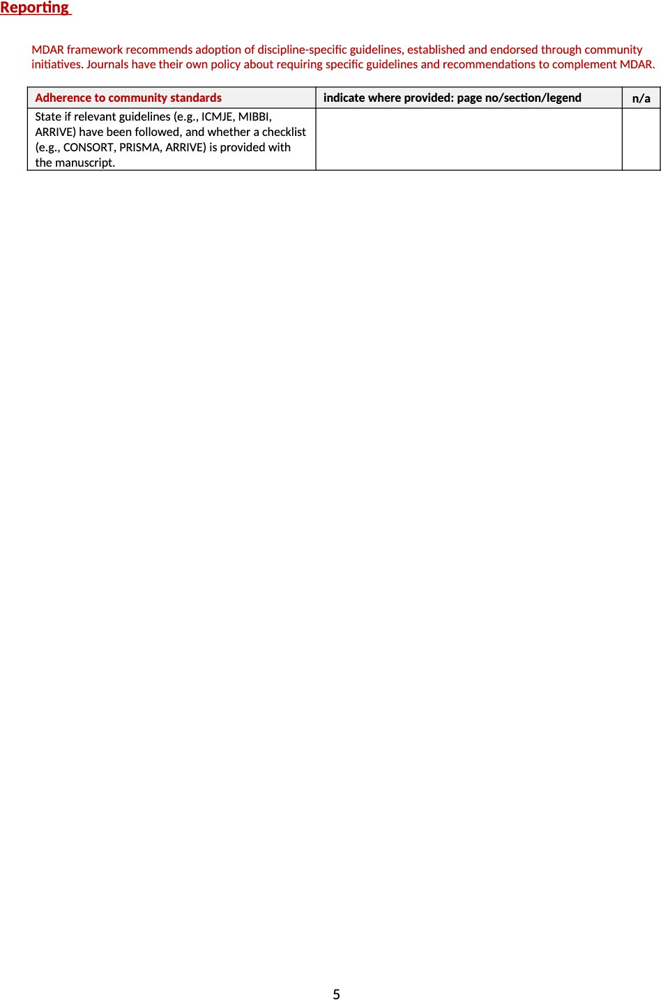 Reporting
MDAR framework recommends adoption of discipline-specific guidelines, established and endorsed through community
initiatives. Journals have their own policy about requiring specific guidelines and recommendations to complement MDAR.
Adherence to community standards indicate where provided: page no/section/legend n/a
State if relevant guidelines (e.g., ICMJE, MIBBI,
ARRIVE) have been followed, and whether a checklist
(e.g., CONSORT, PRISMA, ARRIVE) is provided with
the manuscript.
5